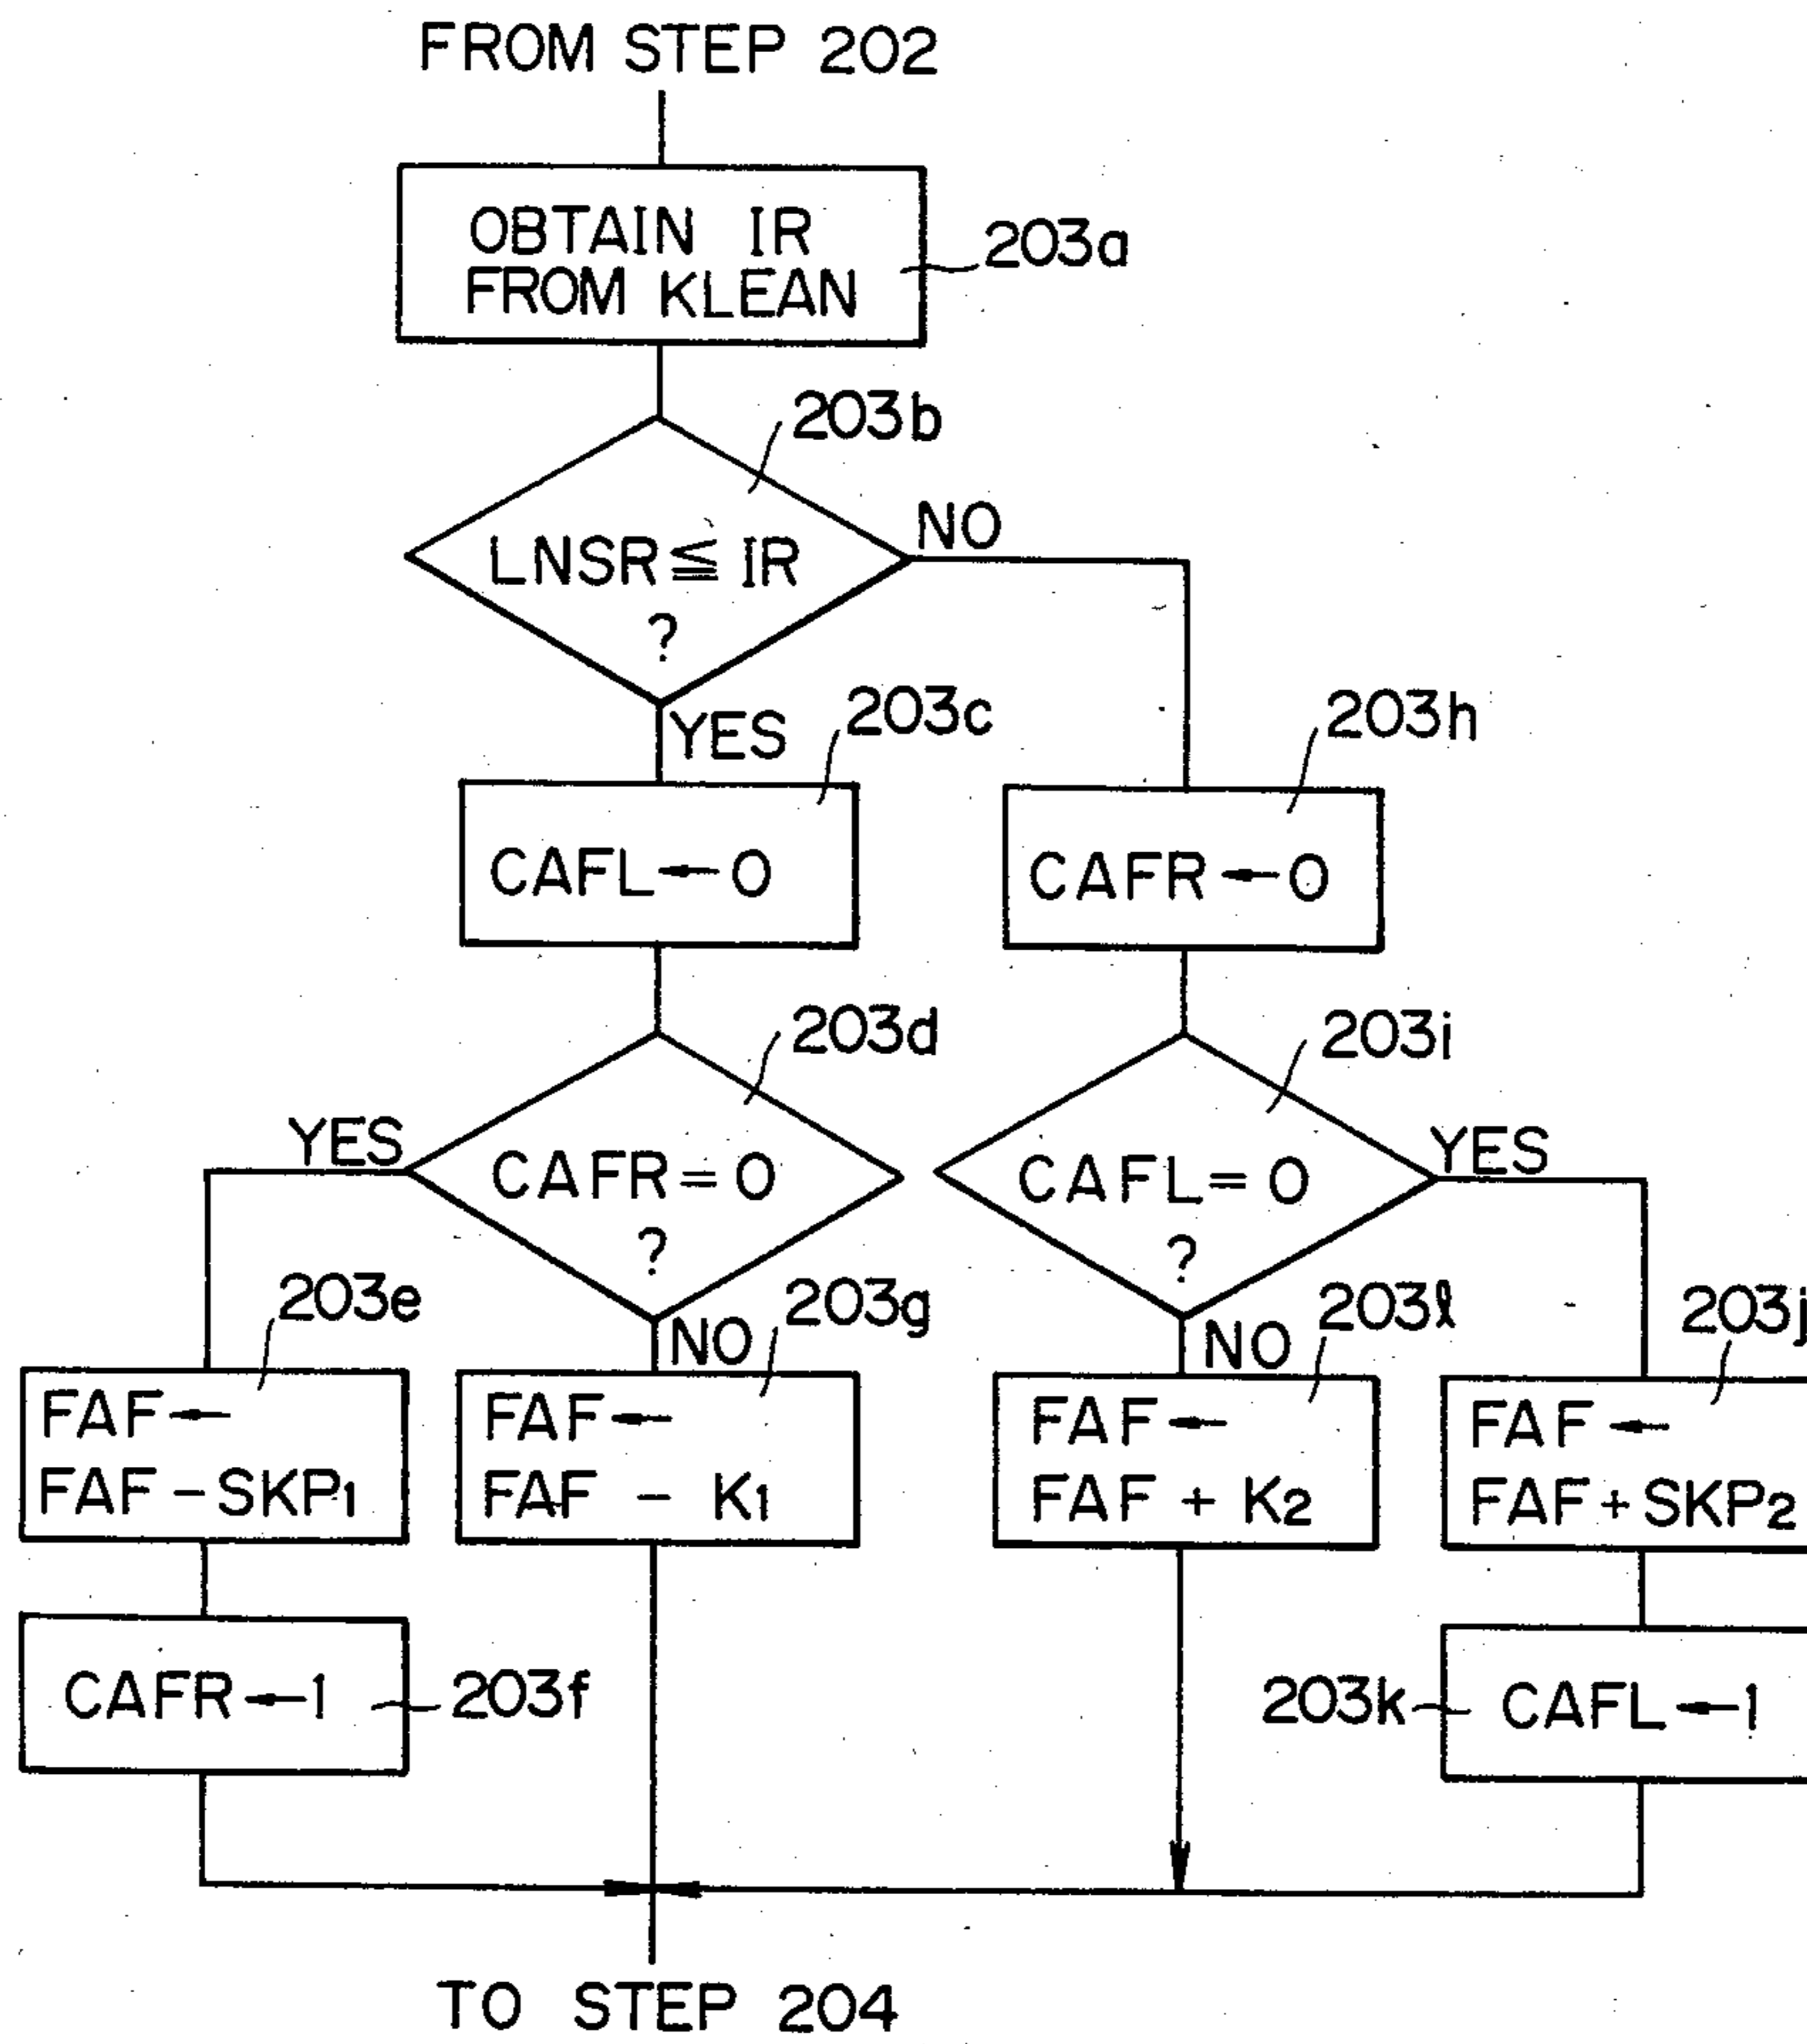 FROM STEP 202
OBTAIN IR
FROM KLEAN
203a
203b
LNSR ≦ IR
?
NO
YES
203c
203h
CAFL ← 0
CAFR ← 0
203d
203i
YES
CAFR = 0
?
CAFL = 0
?
YES
203e
NO
203g
NO
203ℓ
203j
FAF ←
FAF - SKP1
FAF ←
FAF - K1
FAF ←
FAF + K2
FAF ←
FAF + SKP2
CAFR ← 1
203f
203k
CAFL ← 1
TO STEP 204